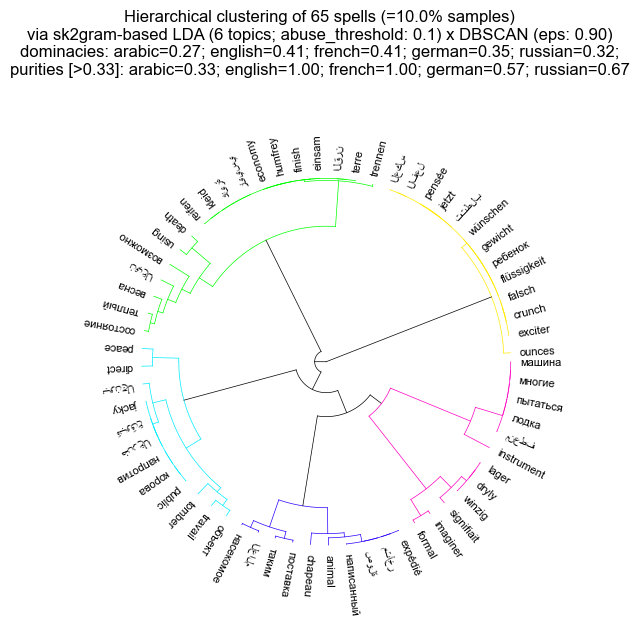 Hierarchical clustering of 65 spells (=10.0% samples)
via sk2gram-based LDA (6 topics; abuse_threshold: 0.1) x DBSCAN (eps: 0.90)
dominacies: arabic=0.27; english=0.41; french=0.41; german=0.35; russian=0.32;
purities [>0.33]: arabic=0.33; english=1.00; french=1.00; german=0.57; russian=0.67
trennen
terre
einsam
finish
humfrey
economy
kleid
reifen
death
using
возможно
весна
теплый
состояние
peace
direct
jacky
напротив
корова
public
tomber
travail
объект
насекомое
таким
поставка
chapeau
animal
написанный
expédié
formal
imaginer
signifiait
winzig
dryly
lager
instrument
лодка
пытаться
многие
машина
ounces
exciter
crunch
falsch
flüssigkeit
ребенок
gewicht
wünschen
jetzt
pensée